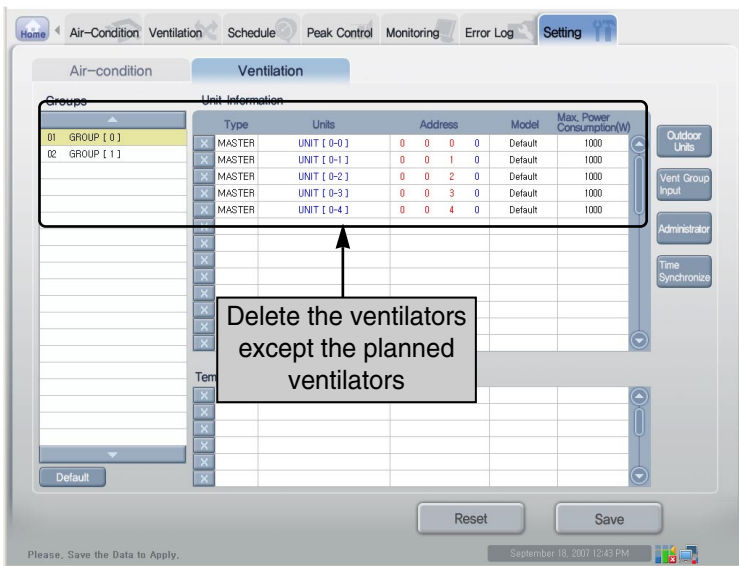 Home Air-Condition Ventilation Schedule Peak Control Monitoring Error Log Setting
Air-condition Ventilation
Groups Unit Information
Type Units Address Model Max. Power Consumption(W)
01 GROUP [ 0 ]
02 GROUP [ 1 ]
X MASTER UNIT [ 0-0 ] 0 0 0 0 Default 1000
X MASTER UNIT [ 0-1 ] 0 0 1 0 Default 1000
X MASTER UNIT [ 0-2 ] 0 0 2 0 Default 1000
X MASTER UNIT [ 0-3 ] 0 0 3 0 Default 1000
X MASTER UNIT [ 0-4 ] 0 0 4 0 Default 1000
X
X
X
X
X
X
X
X
Outdoor
Units
Vent Group
Input
Administrator
Time
Synchronize
Delete the ventilators
except the planned
ventilators
X
X
X
X
X
X
Default
Reset Save
Please, Save the Data to Apply.
September 18, 2007 12:43 PM